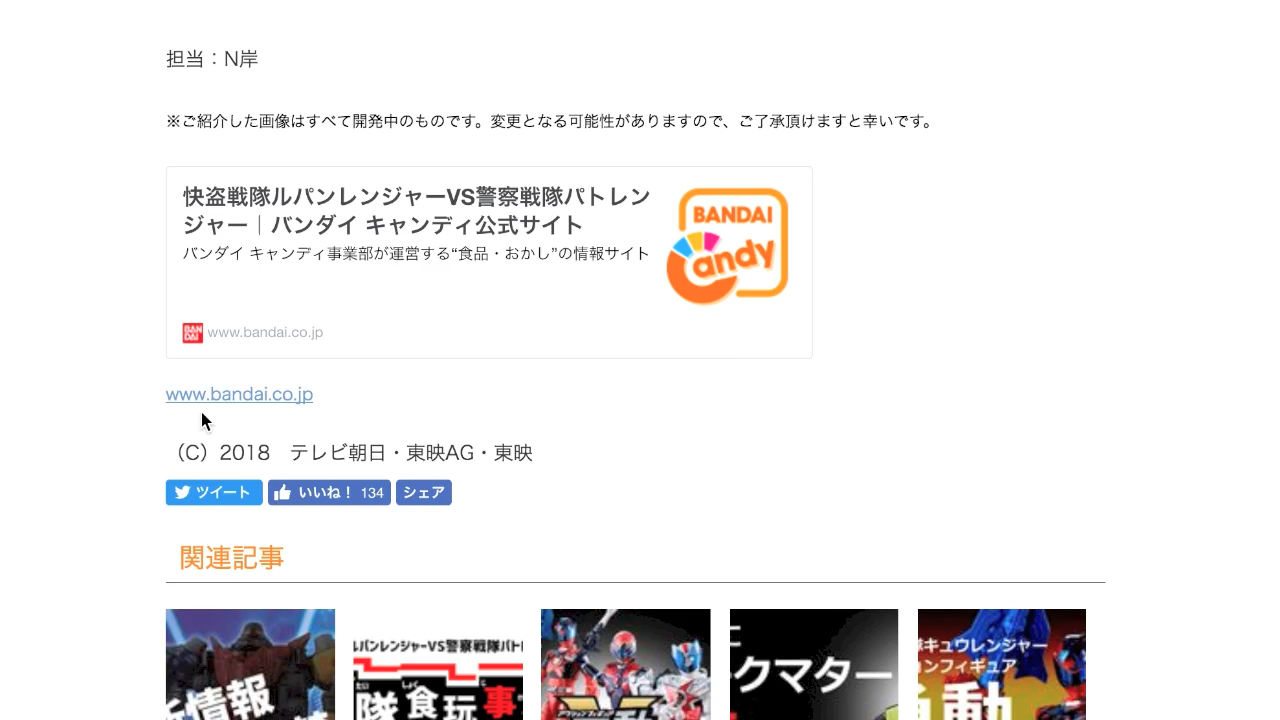 担当：N岸
※ご紹介した画像はすべて開発中のものです。変更となる可能性がありますので、ご了承頂けますと幸いです。
快盗戦隊ルパンレンジャーVS警察戦隊パトレン
ジャー｜バンダイ キャンディ公式サイト
バンダイ キャンディ事業部が運営する“食品・おかし”の情報サイト
BANDAI
Candy
BAN
DAI
www.bandai.co.jp
www.bandai.co.jp
（C）2018　テレビ朝日・東映AG・東映
ツイート
いいね！ 134
シェア
関連記事
情報
ルパンレンジャーVS警察戦隊パト
隊食玩事
たい しょく じ
クマター
キュウレンジャー
ンフィギュア
動